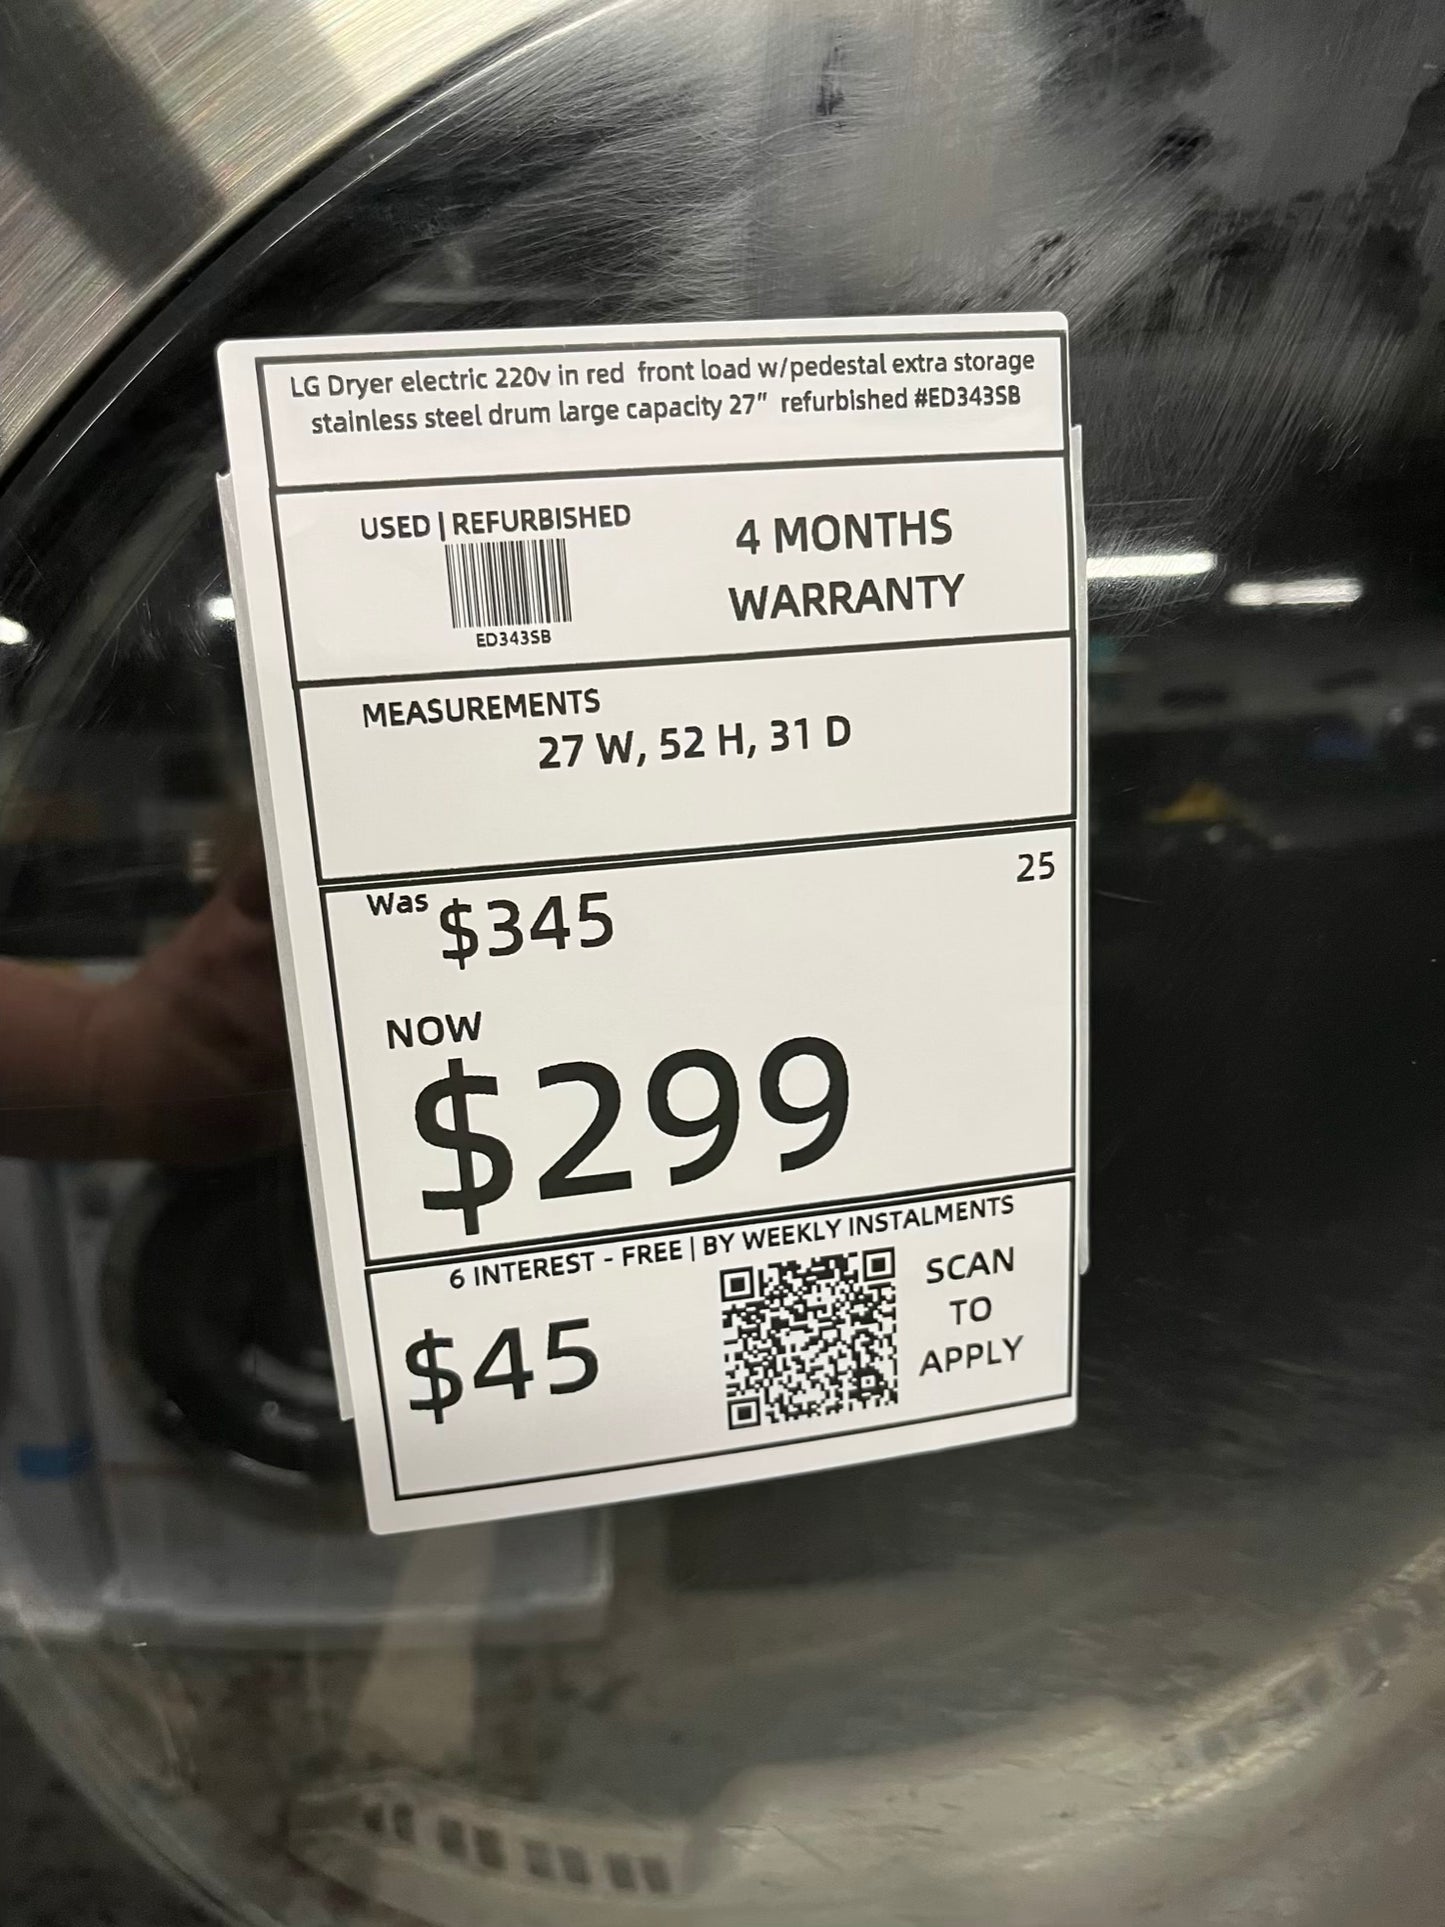 LG Dryer electric 220v in red front load w/pedestal extra storage
stainless steel drum large capacity 27" refurbished #ED343SB
USED | REFURBISHED
ED343SB
4 MONTHS
WARRANTY
MEASUREMENTS
27 W, 52 H, 31 D
25
Was $345
NOW
$299
6 INTEREST - FREE | BY WEEKLY INSTALMENTS
$45
SCAN
TO
APPLY